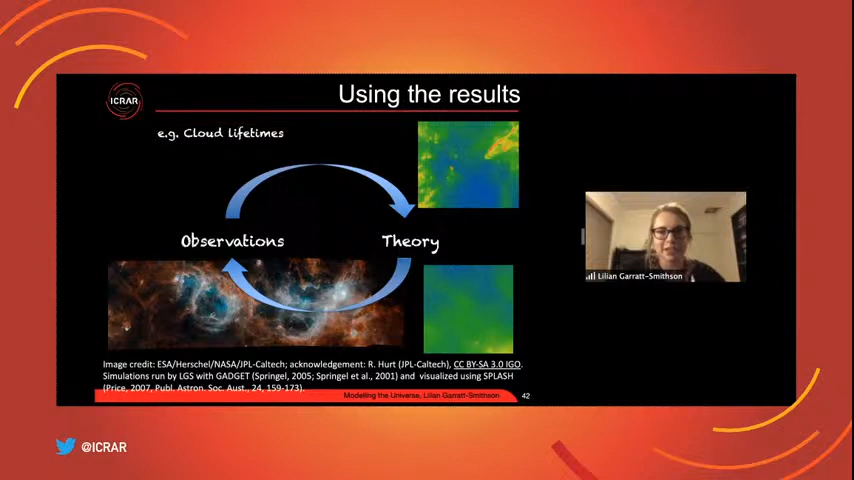 ICRAR
Using the results
e.g. Cloud lifetimes
Observations
Theory
Lilian Garratt-Smithson
Image credit: ESA/Herschel/NASA/JPL-Caltech; acknowledgement: R. Hurt (JPL-Caltech), CC BY-SA 3.0 IGO.
Simulations run by LGS with GADGET (Springel, 2005; Springel et al., 2001) and visualized using SPLASH
(Price, 2007, Publ. Astron. Soc. Aust., 24, 159-173).
Modelling the Universe, Lilian Garratt-Smithson
42
@ICRAR